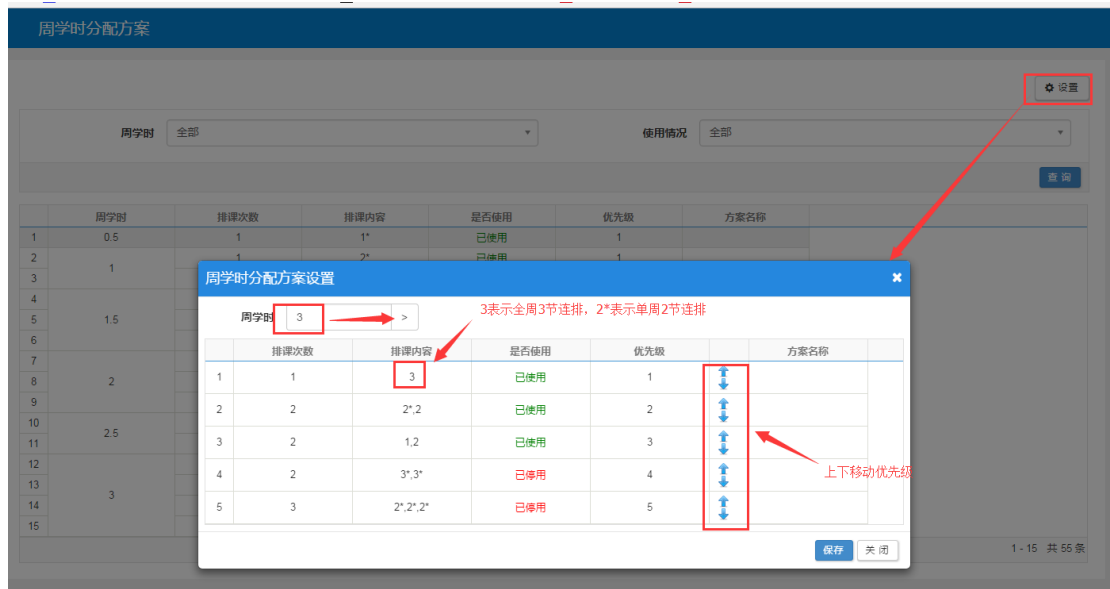 周学时分配方案
设置
周学时 全部 使用情况 全部
查 询
周学时 排课次数 排课内容 是否使用 优先级 方案名称
1 0.5 1 1* 已使用 1
2 1 2* 已使用 1
1
3
4
5 1.5
6
7
8 2
9
10
2.5
11
12
13
3
14
15
周学时分配方案设置
周学时 3 >
3表示全周3节连排，2*表示单周2节连排
排课次数 排课内容 是否使用 优先级 方案名称
1 1 3 已使用 1
2 2 2*,2 已使用 2
3 2 1,2 已使用 3
4 2 3*,3* 已停用 4
上下移动优先级
5 3 2*,2*,2* 已停用 5
保存 关 闭
1 - 15 共 55 条